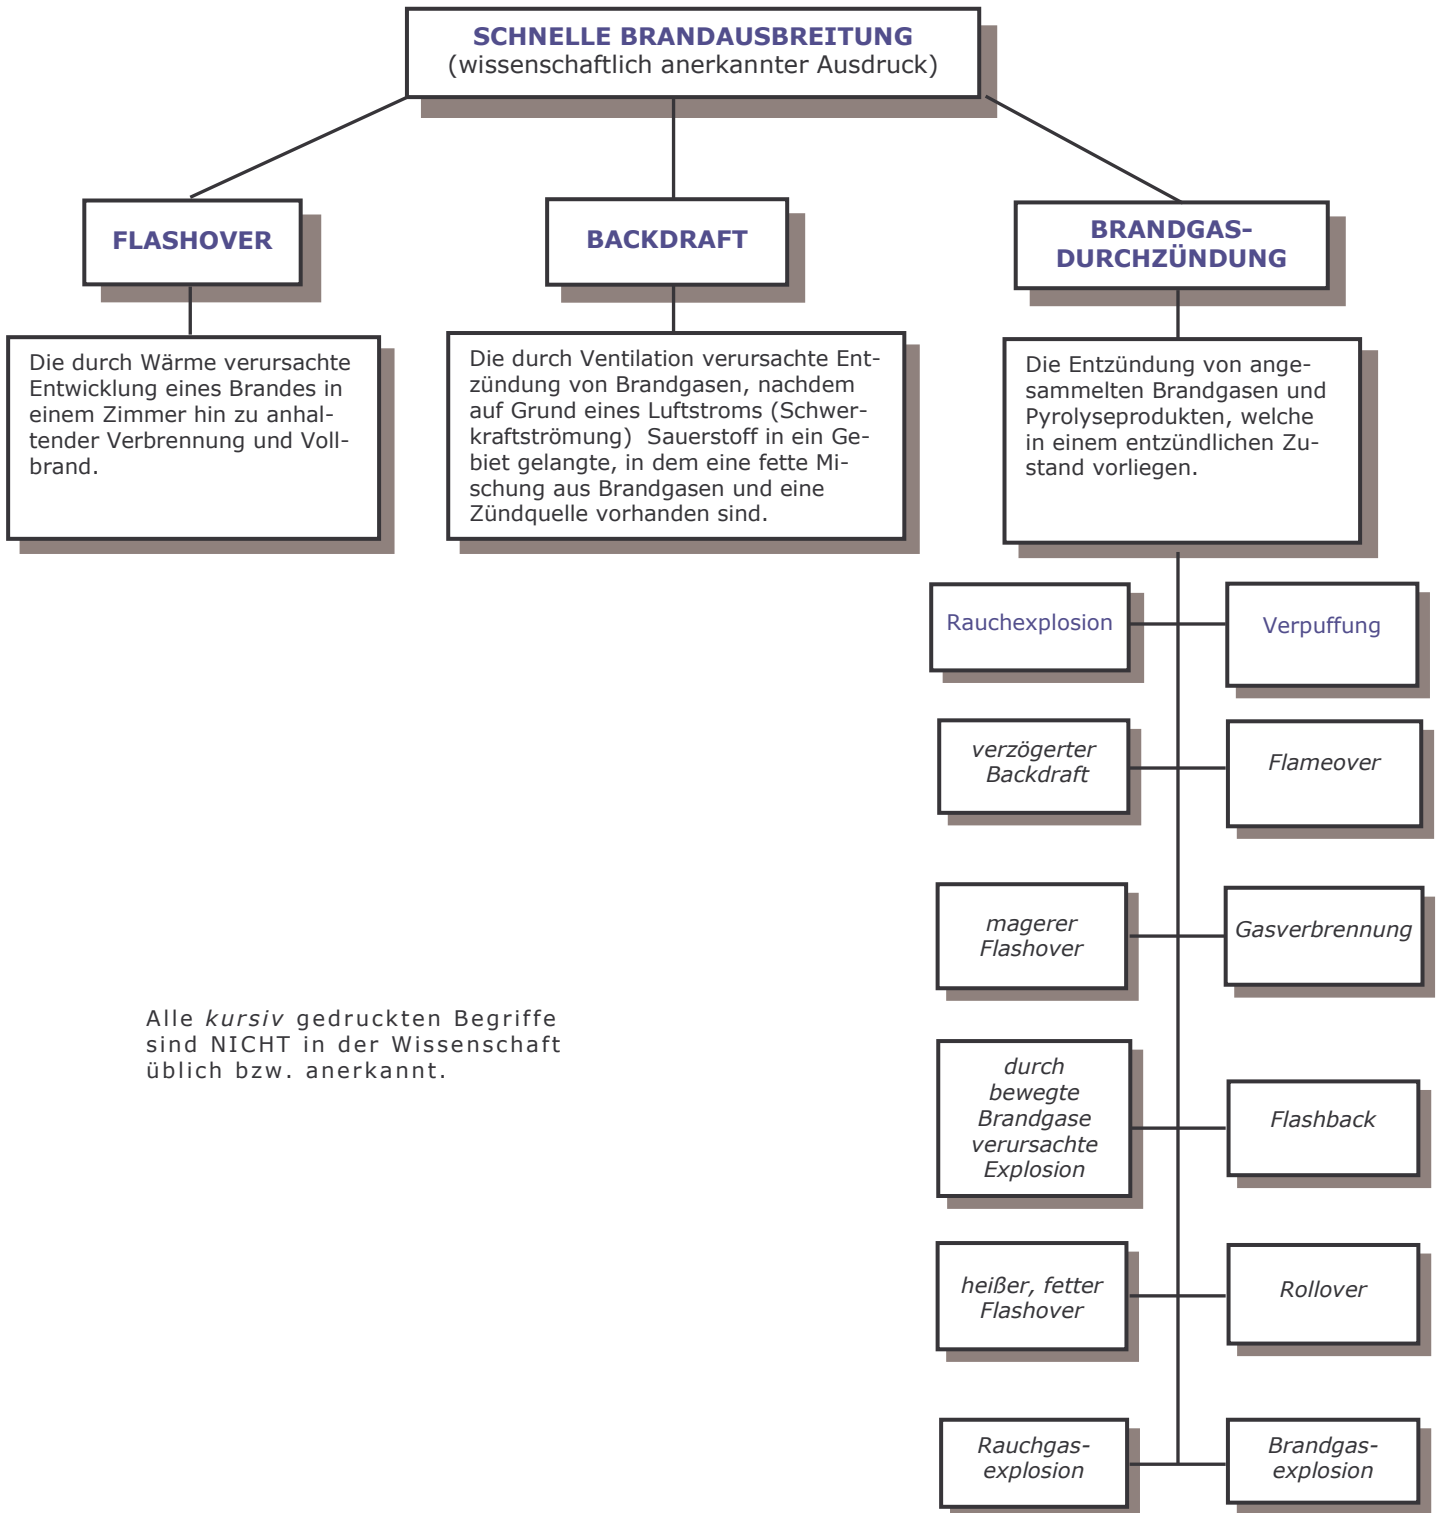 SCHNELLE BRANDAUSBREITUNG
(wissenschaftlich anerkannter Ausdruck)
FLASHOVER
BACKDRAFT
BRANDGAS-
DURCHZÜNDUNG
Die durch Wärme verursachte
Entwicklung eines Brandes in
einem Zimmer hin zu anhal-
tender Verbrennung und Voll-
brand.
Die durch Ventilation verursachte Ent-
zündung von Brandgasen, nachdem
auf Grund eines Luftstroms (Schwer-
kraftströmung) Sauerstoff in ein Ge-
biet gelangte, in dem eine fette Mi-
schung aus Brandgasen und eine
Zündquelle vorhanden sind.
Die Entzündung von ange-
sammelten Brandgasen und
Pyrolyseprodukten, welche
in einem entzündlichen Zu-
stand vorliegen.
Rauchexplosion
Verpuffung
verzögerter
Backdraft
Flameover
magerer
Flashover
Gasverbrennung
Alle kursiv gedruckten Begriffe
sind NICHT in der Wissenschaft
üblich bzw. anerkannt.
durch
bewegte
Brandgase
verursachte
Explosion
Flashback
heißer, fetter
Flashover
Rollover
Rauchgas-
explosion
Brandgas-
explosion